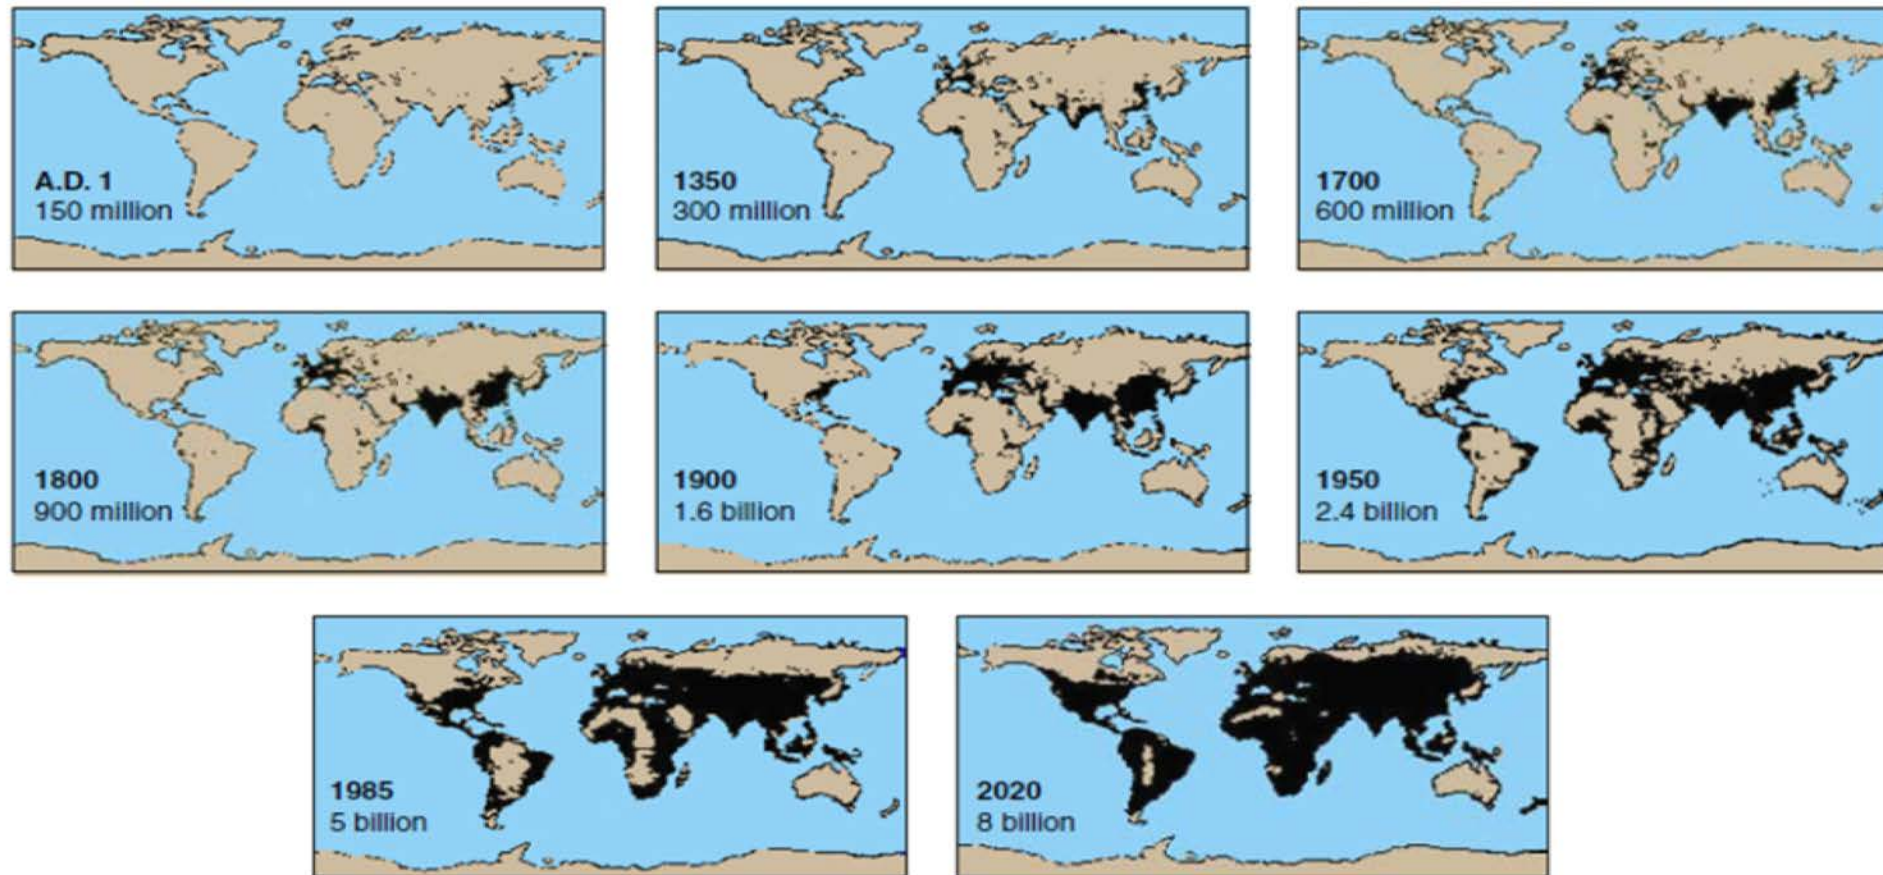 A.D. 1
150 million
1350
300 million
1700
600 million
1800
900 million
1900
1.6 billion
1950
2.4 billion
1985
5 billion
2020
8 billion